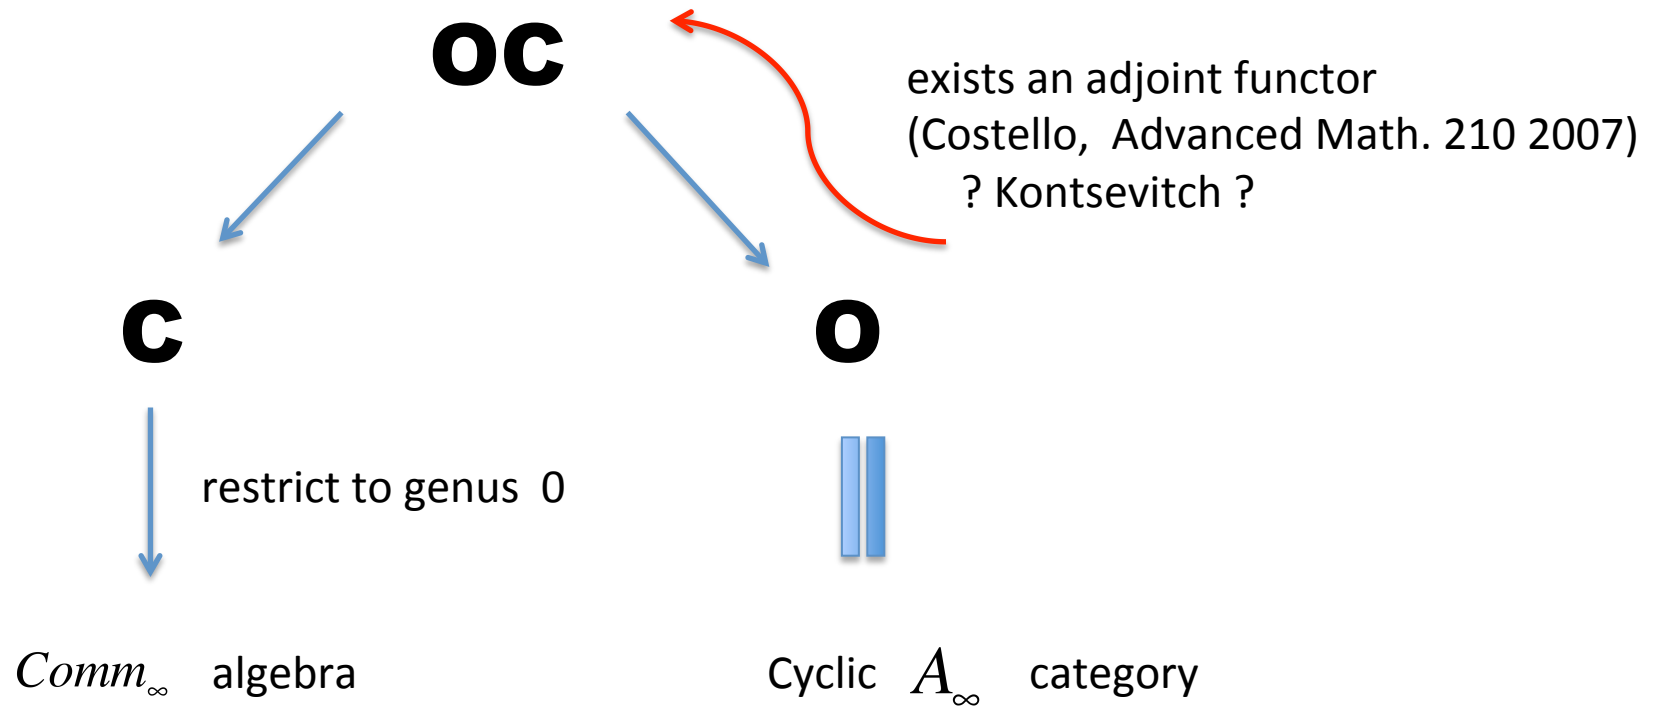 OC
exists an adjoint functor
(Costello, Advanced Math. 210 2007)
? Kontsevitch ?
C
O
restrict to genus 0
Comm∞ algebra
Cyclic A∞ category